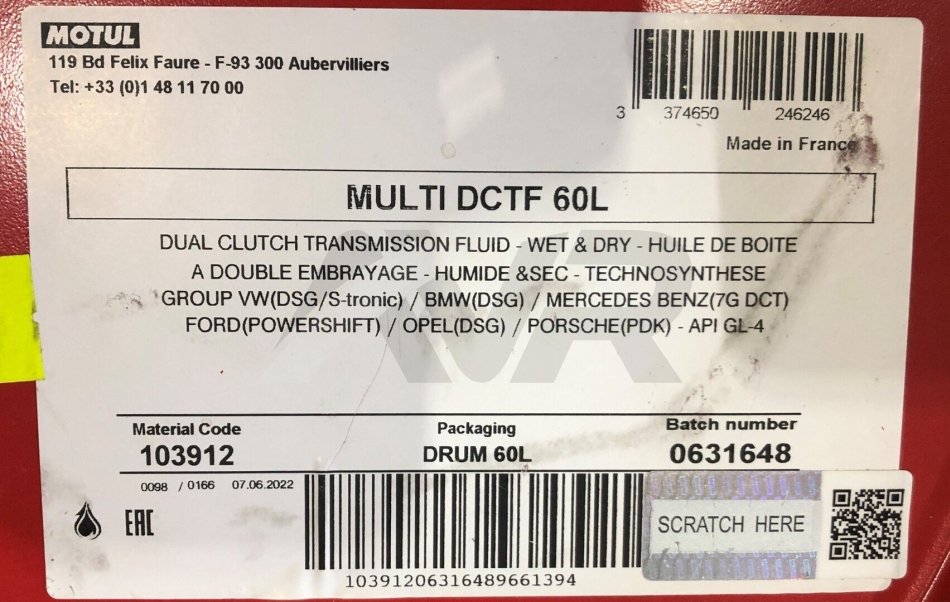 MOTUL
119 Bd Felix Faure - F-93 300 Aubervilliers
Tel: +33 (0)1 48 11 70 00
3 374650 246246
Made in France
MULTI DCTF 60L
DUAL CLUTCH TRANSMISSION FLUID - WET & DRY - HUILE DE BOITE
A DOUBLE EMBRAYAGE - HUMIDE &SEC - TECHNOSYNTHESE
GROUP VW(DSG/S-tronic) / BMW(DSG) / MERCEDES BENZ(7G DCT)
FORD(POWERSHIFT) / OPEL(DSG) / PORSCHE(PDK) - API GL-4
Material Code Packaging Batch number
103912 DRUM 60L 0631648
0098 / 0166 07.06.2022
EAC
SCRATCH HERE
10391206316489661394